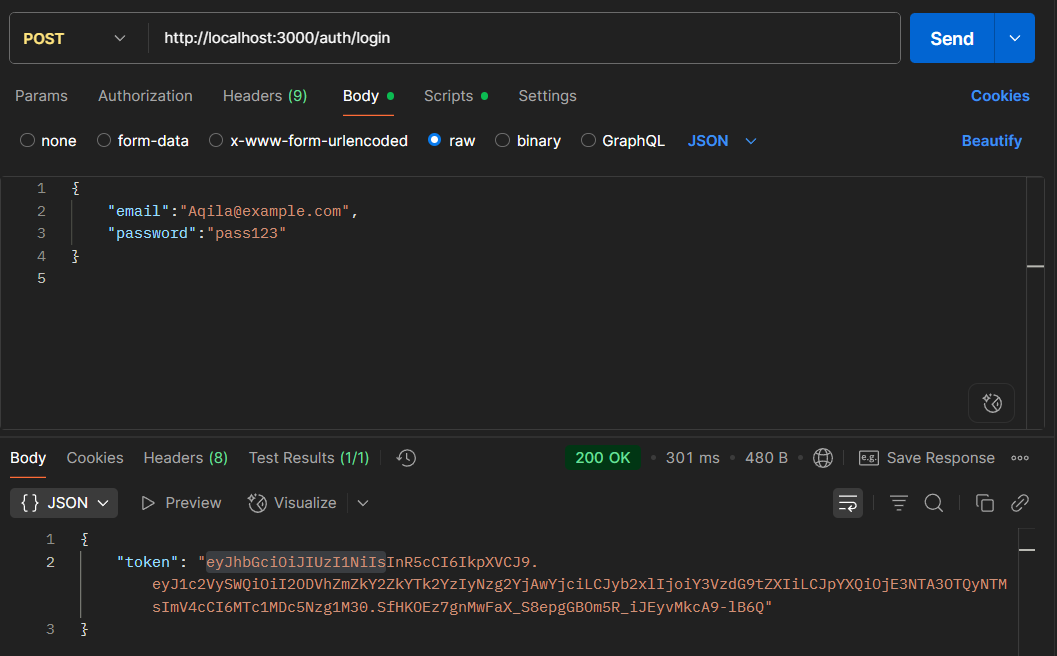 POST http://localhost:3000/auth/login Send
Params Authorization Headers (9) Body Scripts Settings Cookies
none form-data x-www-form-urlencoded raw binary GraphQL JSON Beautify
1 {
2 "email":"Aqila@example.com",
3 "password":"pass123"
4 }
5
Body Cookies Headers (8) Test Results (1/1) 200 OK • 301 ms • 480 B • e.g. Save Response
{} JSON Preview Visualize
1 {
2 "token": "eyJhbGciOiJIUzI1NiIsInR5cCI6IkpXVCJ9.
eyJ1c2VySWQiOiI2ODVhZmZkY2ZkYTk2YzIyNzg2YjAwYjciLCJyb2xlIjoiY3VzdG9tZXIiLCJpYXQiOjE3NTA3OTQyNTM
sImV4cCI6MTc1MDc5Nzg1M30.SfHKOEz7gnMwFaX_S8epgGBOm5R_iJEyvMkcA9-lB6Q"
3 }